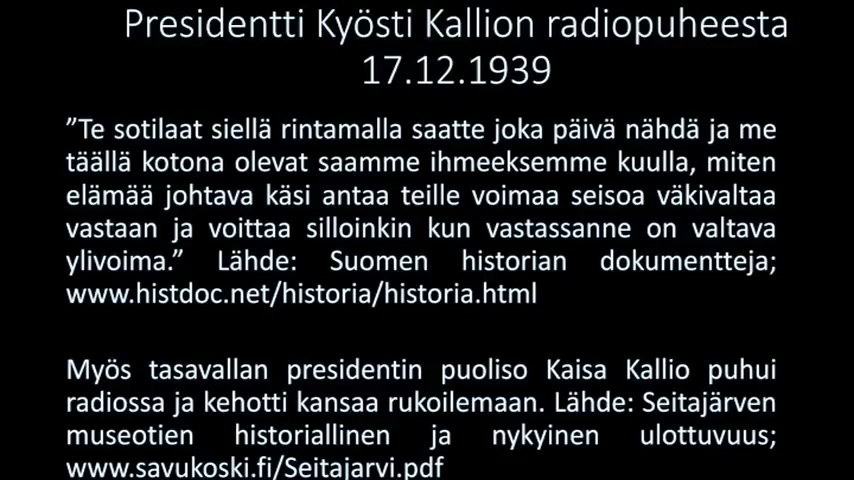 Presidentti Kyösti Kallion radiopuheesta
17.12.1939
”Te sotilaat siellä rintamalla saatte joka päivä nähdä ja me
täällä kotona olevat saamme ihmeeksemme kuulla, miten
elämää johtava käsi antaa teille voimaa seisoa väkivaltaa
vastaan ja voittaa silloinkin kun vastassanne on valtava
ylivoima.” Lähde: Suomen historian dokumentteja;
www.histdoc.net/historia/historia.html
Myös tasavallan presidentin puoliso Kaisa Kallio puhui
radiossa ja kehotti kansaa rukoilemaan. Lähde: Seitajärven
museotien historiallinen ja nykyinen ulottuvuus;
www.savukoski.fi/Seitajarvi.pdf